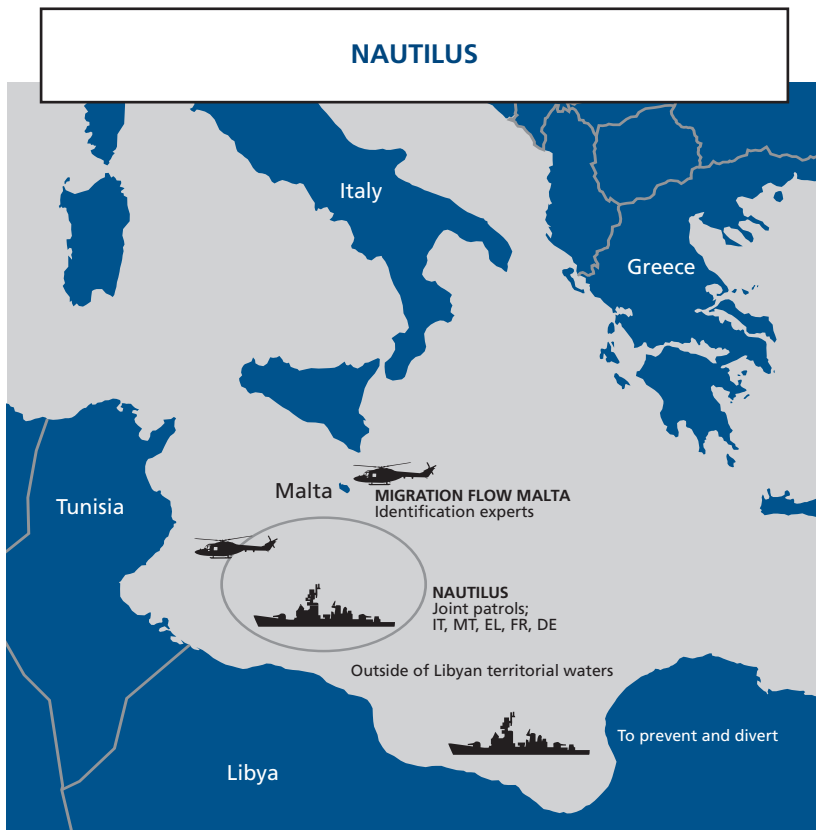 NAUTILUS
Italy
Greece
Malta
MIGRATION FLOW MALTA
Identification experts
Tunisia
NAUTILUS
Joint patrols;
IT, MT, EL, FR, DE
Outside of Libyan territorial waters
To prevent and divert
Libya